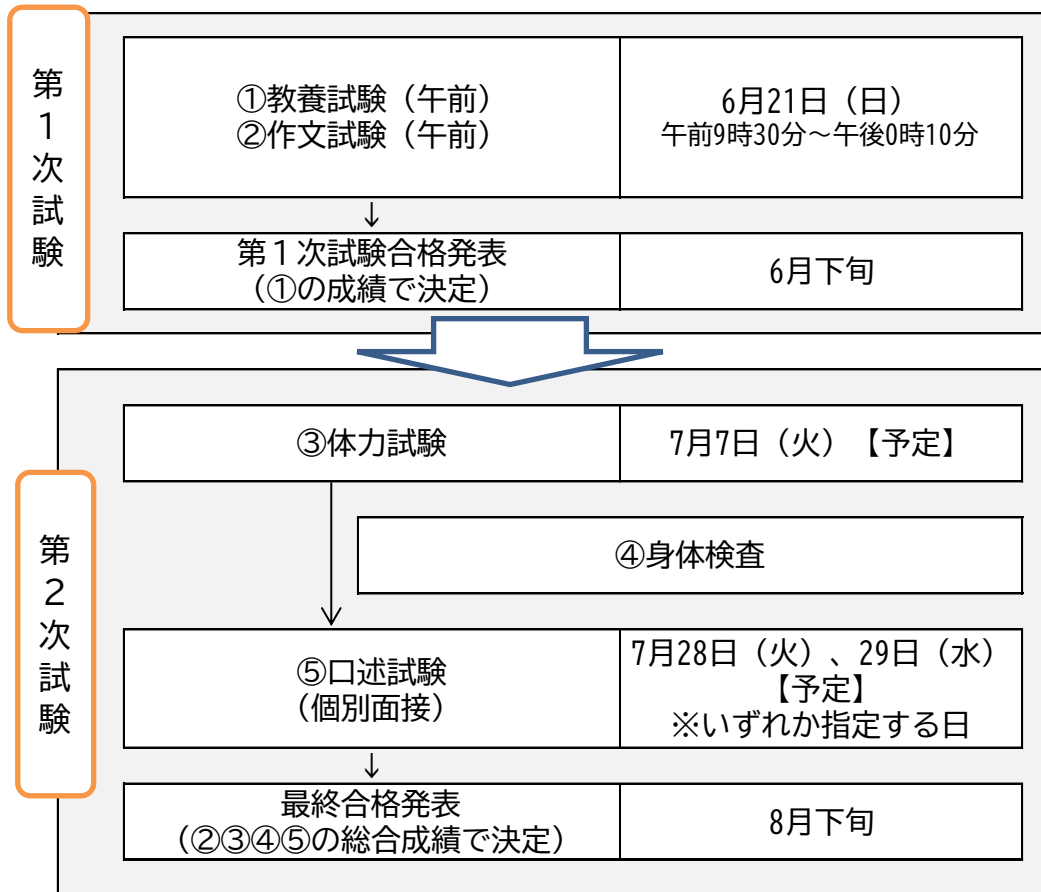 第1次試験
①教養試験（午前）
②作文試験（午前）
6月21日（日）
午前9時30分～午後0時10分
↓
第１次試験合格発表
（①の成績で決定）
6月下旬
第2次試験
③体力試験
7月7日（火）【予定】
④身体検査
⑤口述試験
（個別面接）
7月28日（火）、29日（水）
【予定】
※いずれか指定する日
↓
最終合格発表
（②③④⑤の総合成績で決定）
8月下旬